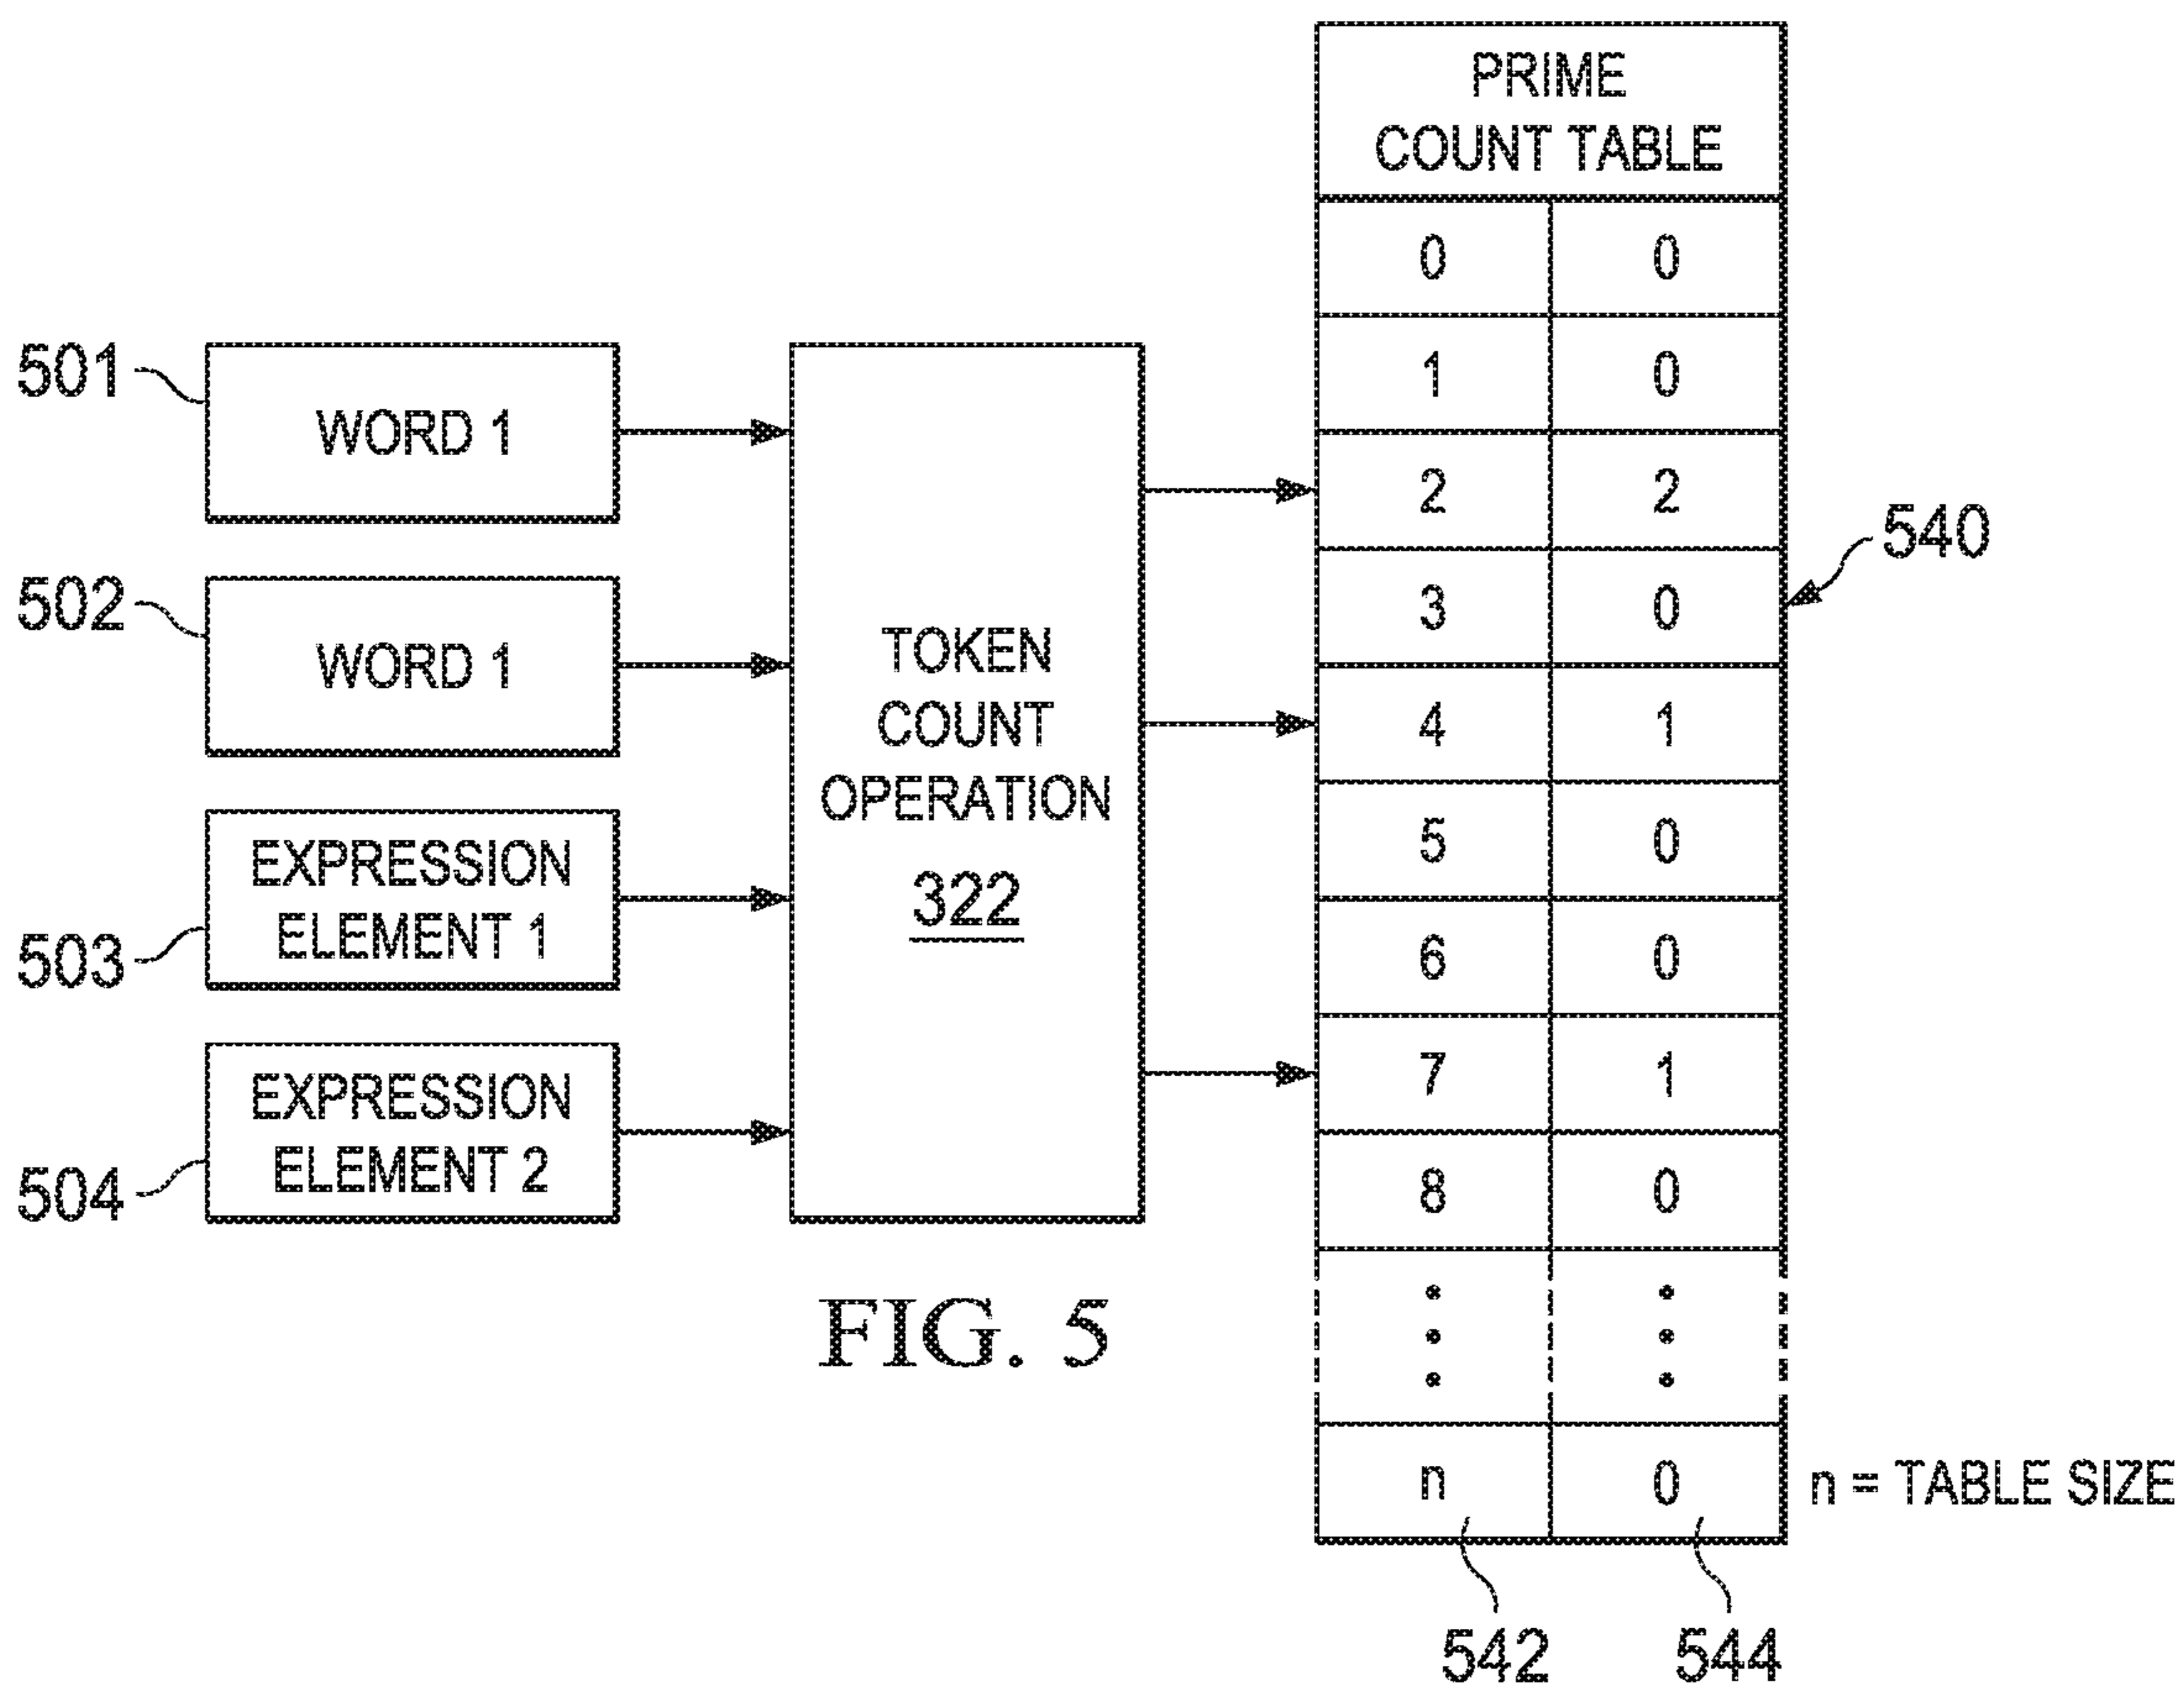 501
WORD 1
502
WORD 1
503
EXPRESSION
ELEMENT 1
504
EXPRESSION
ELEMENT 2
TOKEN
COUNT
OPERATION
322
PRIME
COUNT TABLE
0 0
1 0
2 2
3 0
4 1
5 0
6 0
7 1
8 0
n 0
540
n = TABLE SIZE
542
544
FIG. 5